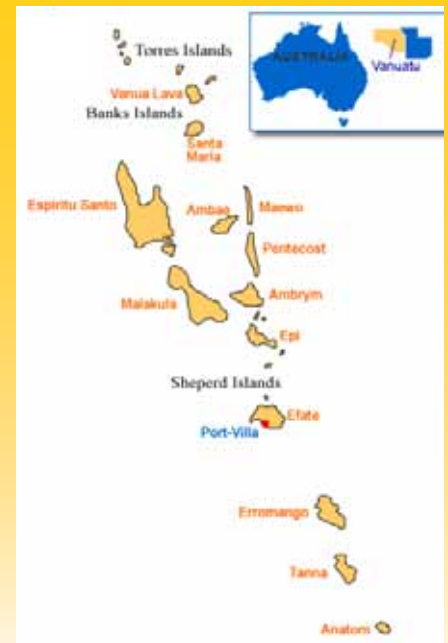 Torres Islands
AUSTRALIA
Vanuatu
Vanua Lava
Banks Islands
Santa
Maria
Espiritu Santo
Ambae
Maewo
Pentecost
Malakula
Ambrym
Epi
Sheperd Islands
Efate
Port-Villa
Erromango
Tanna
Anatom